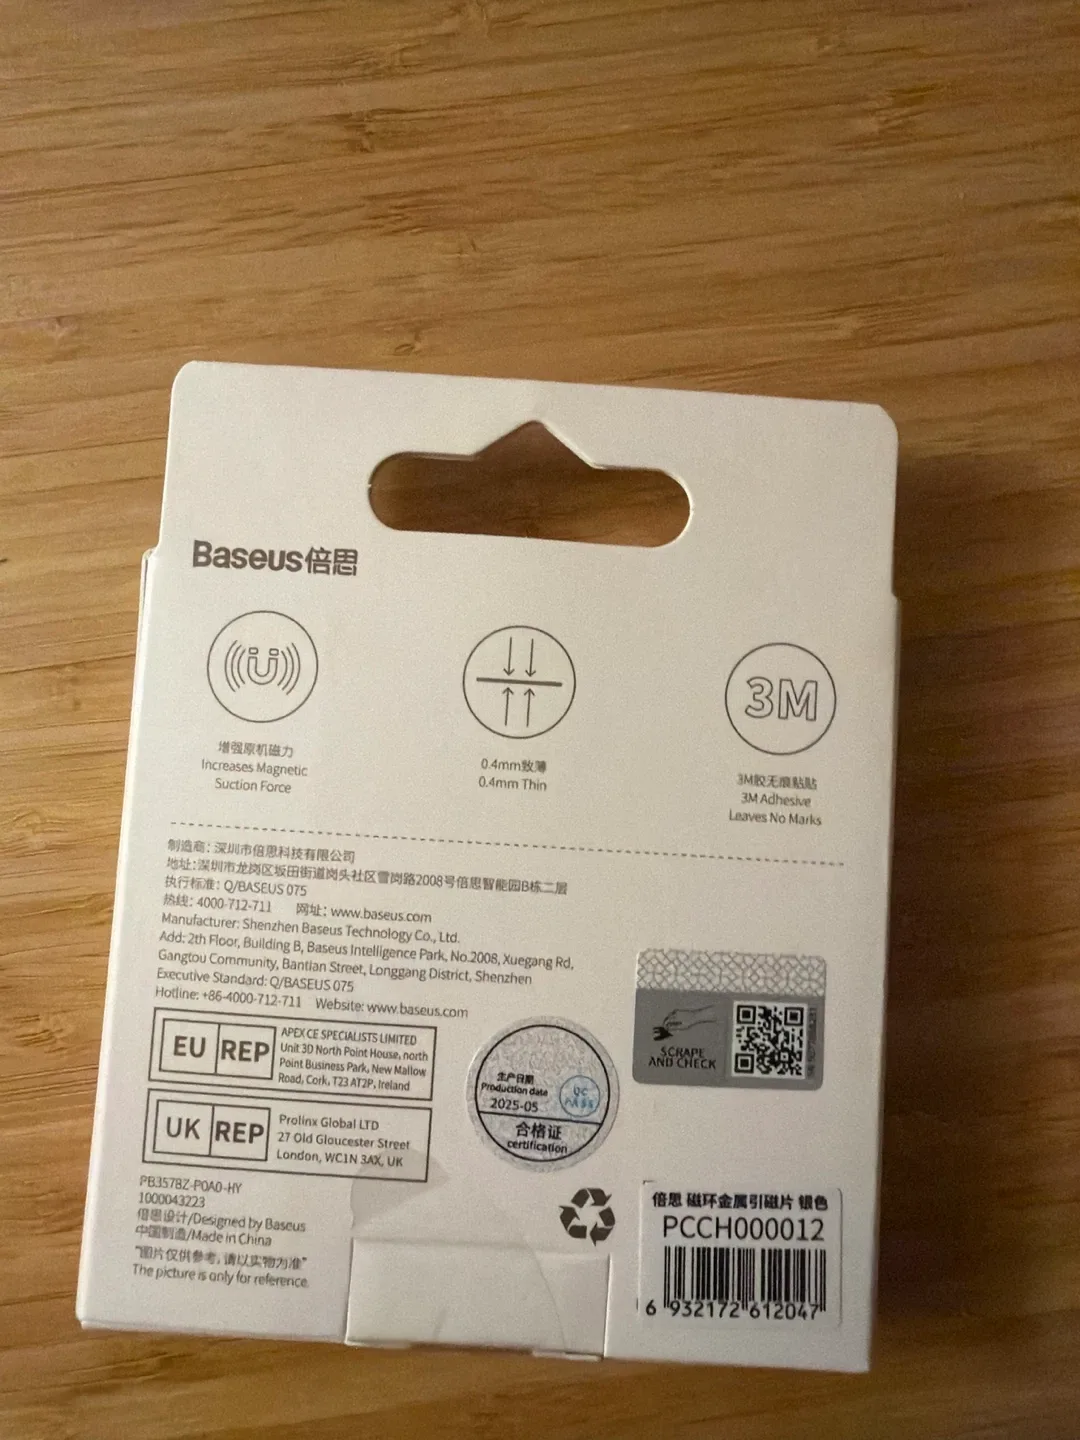 Baseus倍思
增强原机磁力
Increases Magnetic
Suction Force
0.4mm致薄
0.4mm Thin
3M
3M胶无痕粘贴
3M Adhesive
Leaves No Marks
制造商: 深圳市倍思科技有限公司
地址: 深圳市龙岗区坂田街道岗头社区雪岗路2008号倍思智能园B栋二层
执行标准: Q/BASEUS 075
热线: 4000-712-711 网址: www.baseus.com
Manufacturer: Shenzhen Baseus Technology Co., Ltd.
Add: 2th Floor, Building B, Baseus Intelligence Park, No.2008, Xuegang Rd,
Gangtou Community, Bantian Street, Longgang District, Shenzhen
Executive Standard: Q/BASEUS 075
Hotline: +86-4000-712-711 Website: www.baseus.com
EU REP
APEX CE SPECIALISTS LIMITED
Unit 3D North Point House, north
Point Business Park, New Mallow
Road, Cork, T23 AT2P, Ireland
UK REP
Prolinx Global LTD
27 Old Gloucester Street
London, WC1N 3AX, UK
生产日期
Production date
2025-05
QC
PASS
合格证
certification
SCRAPE
AND CHECK
PB3578Z-P0A0-HY
1000043223
倍思设计/Designed by Baseus
中国制造/Made in China
"图片仅供参考, 请以实物为准"
The picture is only for reference.
倍思 磁环金属引磁片 银色
PCCH000012
6 932172 612047